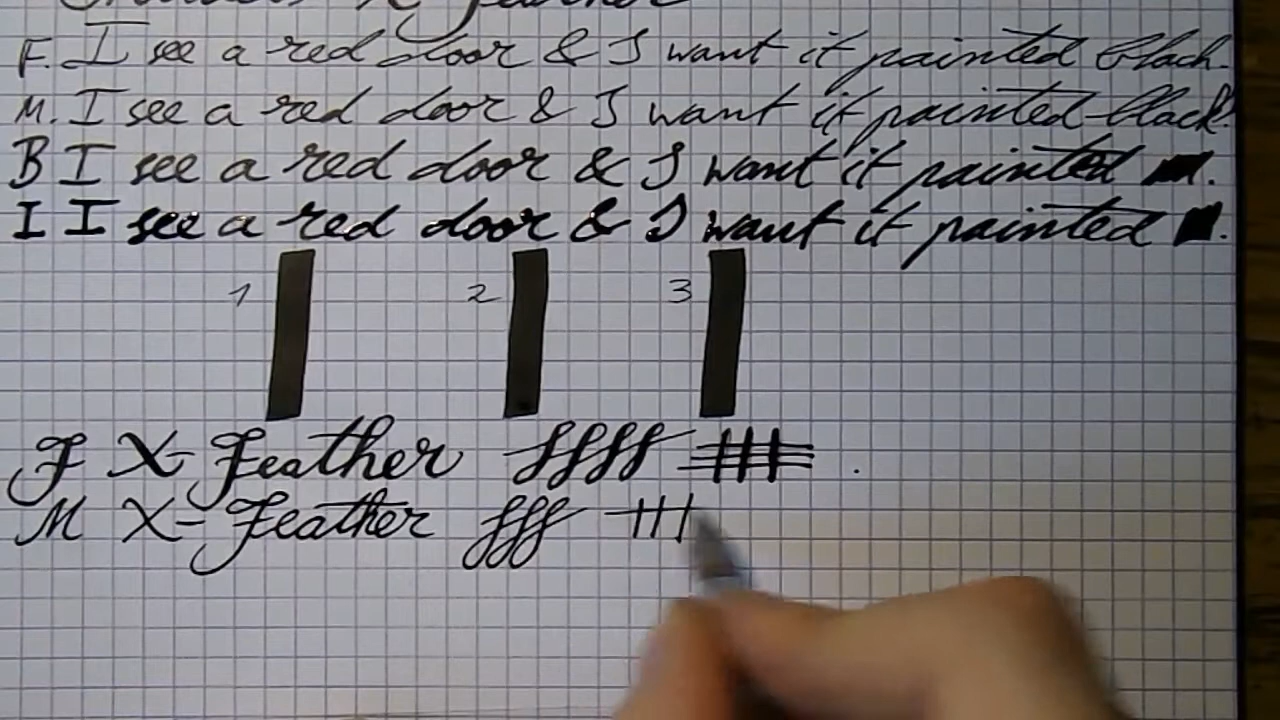 X Feather
F. I see a red door & I want it painted black.
M. I see a red door & I want it painted black!
B I see a red door & I want it painted
I I see a red door & I want it painted
1 2 3
F X-Feather
M X-Feather